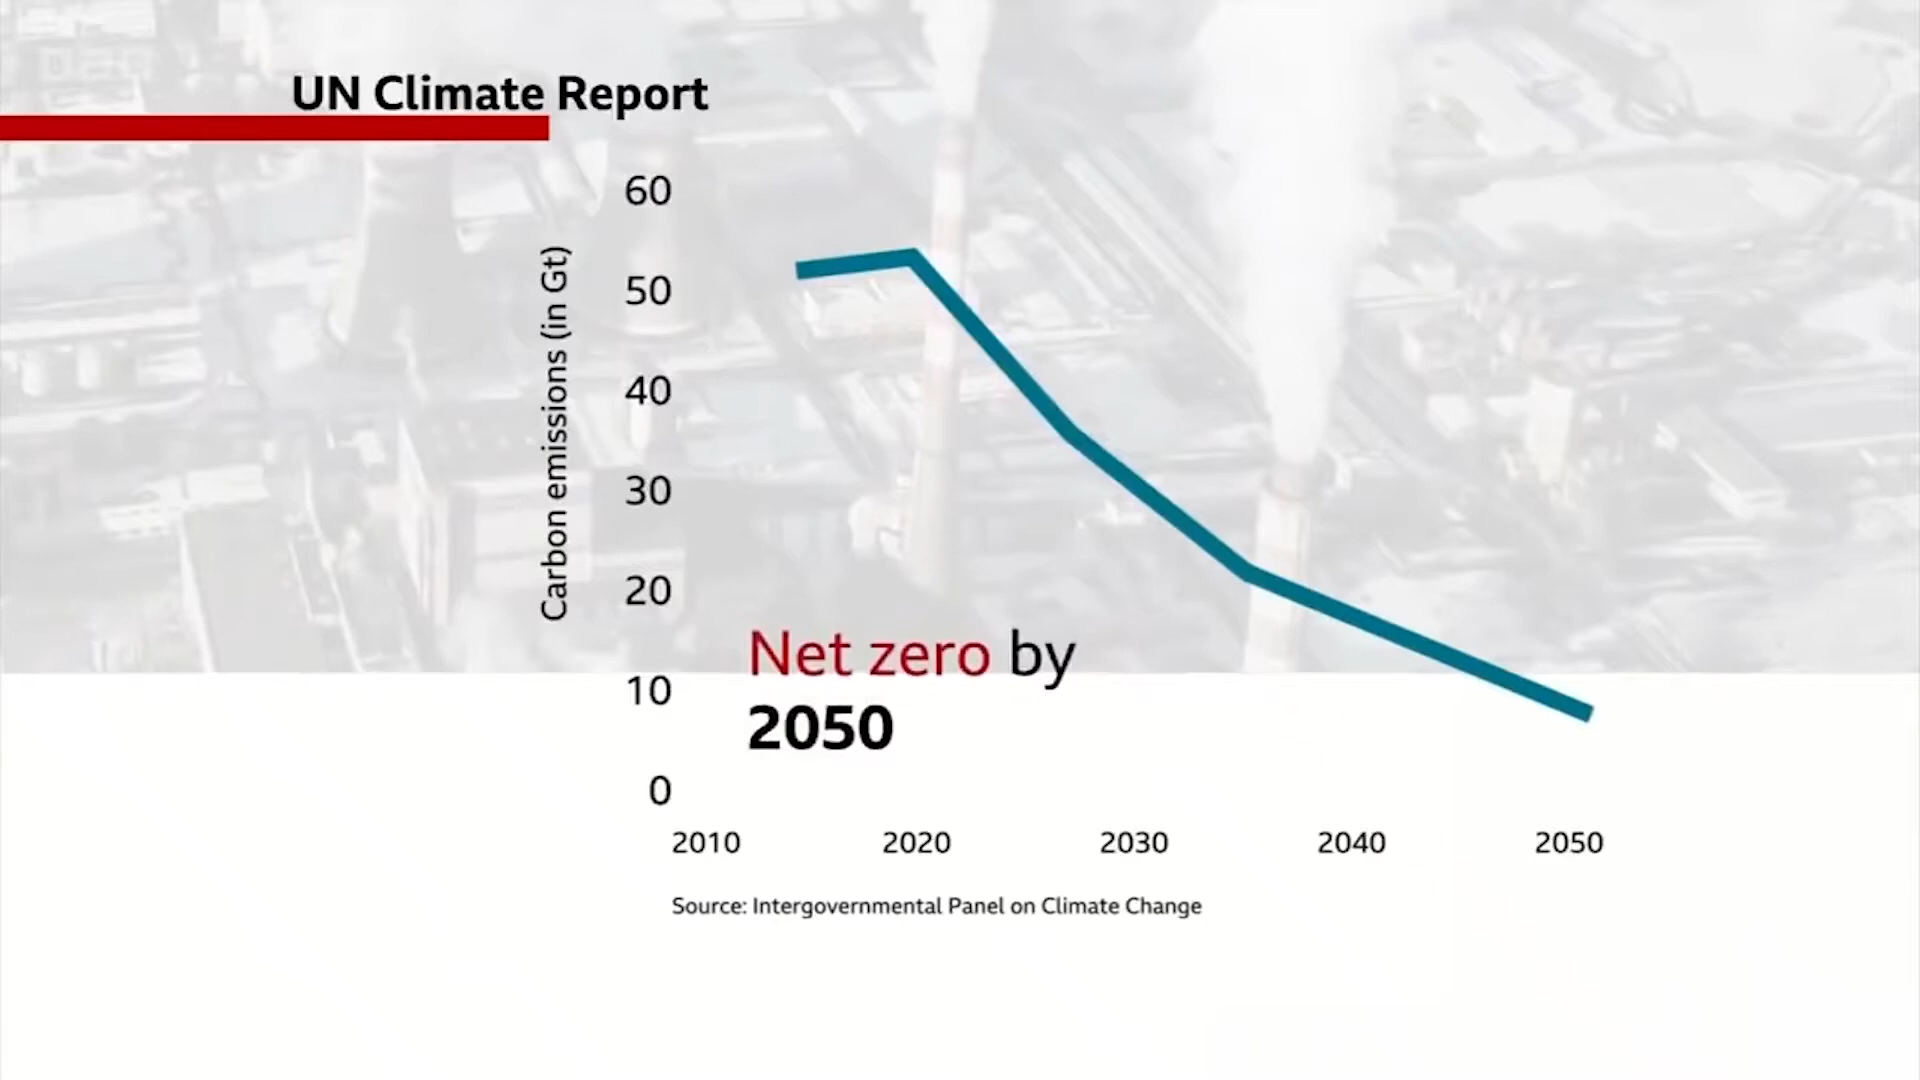 UN Climate Report
Carbon emissions (in Gt)
60
50
40
30
20
10
0
Net zero by
2050
2010 2020 2030 2040 2050
Source: Intergovernmental Panel on Climate Change